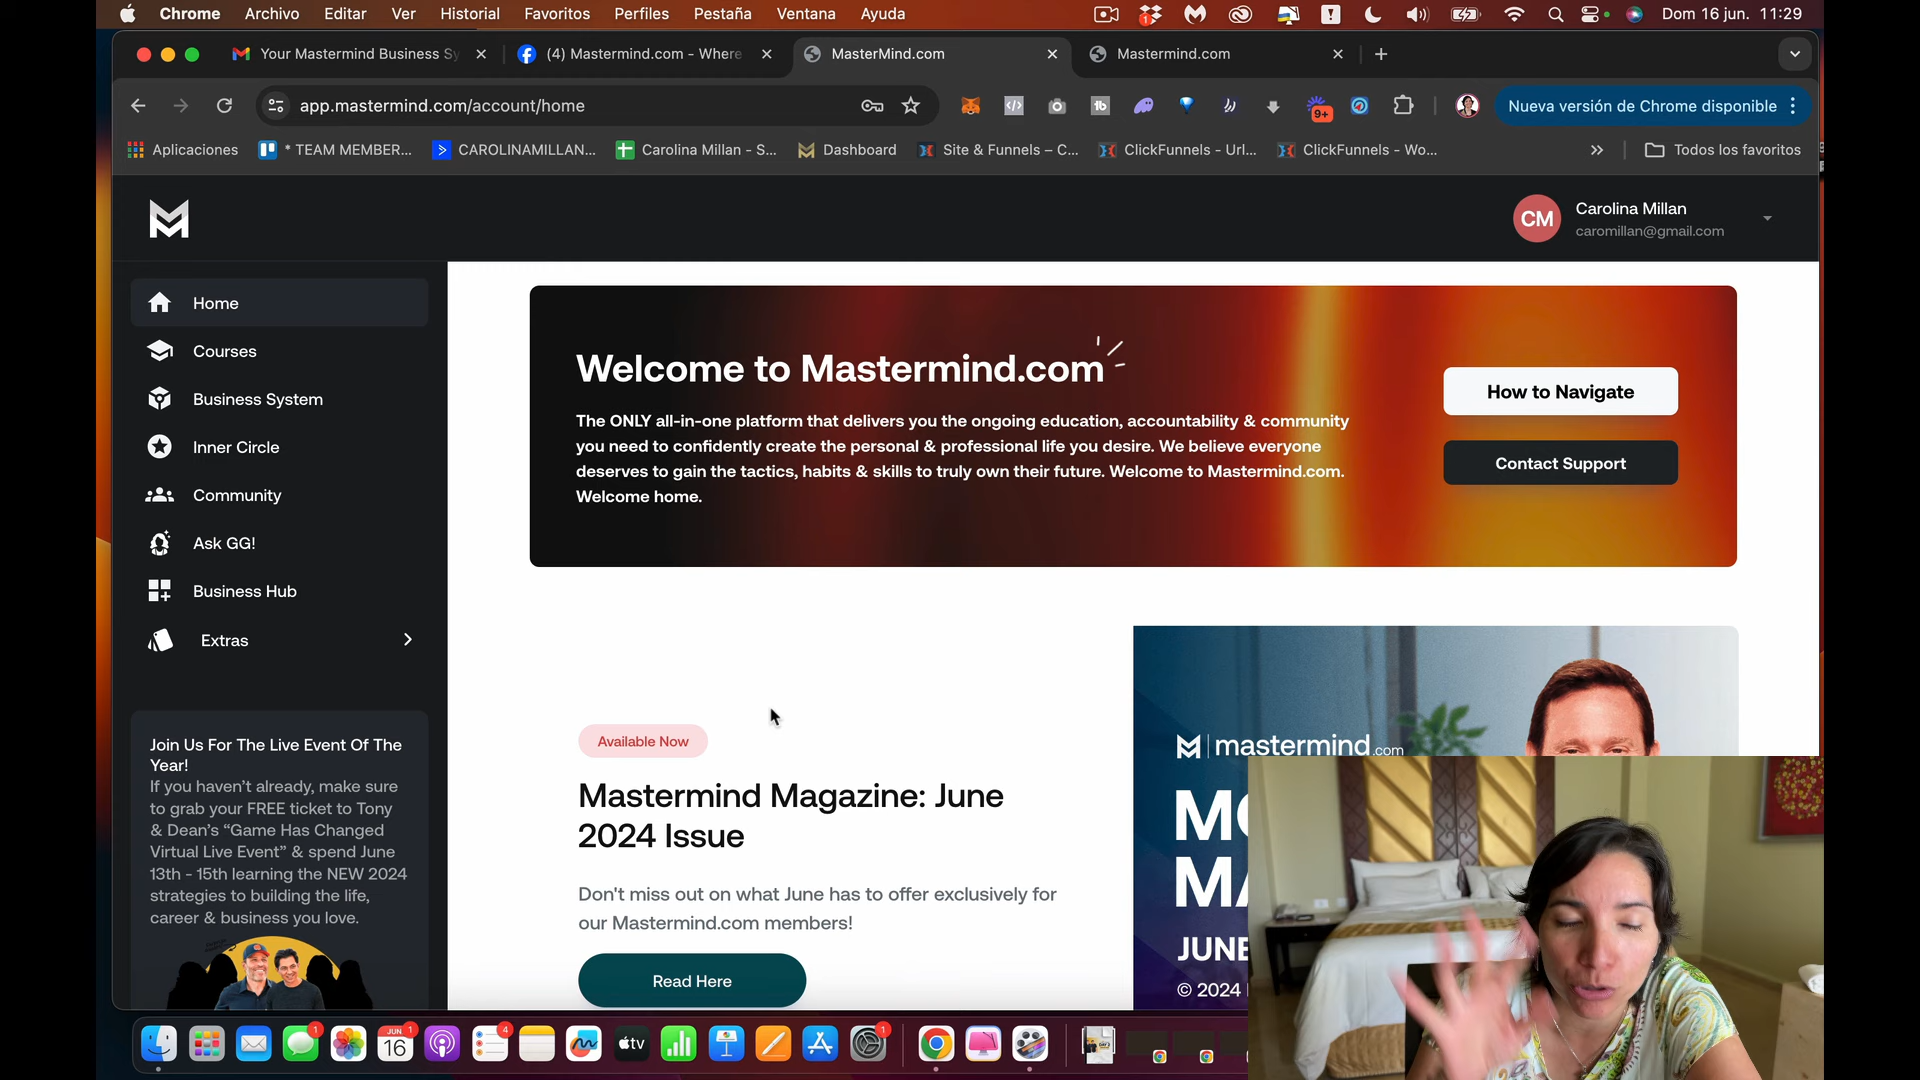 Chrome Archivo Editar Ver Historial Favoritos Perfiles Pestaña Ventana Ayuda
1
Dom 16 jun. 11:29
Your Mastermind Business Sy
(4) Mastermind.com - Where
MasterMind.com
Mastermind.com
app.mastermind.com/account/home
9+
Nueva versión de Chrome disponible
Aplicaciones
* TEAM MEMBER...
CAROLINAMILLAN...
Carolina Millan - S...
Dashboard
Site & Funnels – C...
ClickFunnels - Url...
ClickFunnels - Wo...
Todos los favoritos
CM
Carolina Millan
caromillan@gmail.com
Home
Courses
Business System
Inner Circle
Community
Ask GG!
Business Hub
Extras
Join Us For The Live Event Of The
Year!
If you haven’t already, make sure
to grab your FREE ticket to Tony
& Dean’s “Game Has Changed
Virtual Live Event” & spend June
13th - 15th learning the NEW 2024
strategies to building the life,
career & business you love.
Welcome to Mastermind.com
The ONLY all-in-one platform that delivers you the ongoing education, accountability & community
you need to confidently create the personal & professional life you desire. We believe everyone
deserves to gain the tactics, habits & skills to truly own their future. Welcome to Mastermind.com.
Welcome home.
How to Navigate
Contact Support
Available Now
Mastermind Magazine: June
2024 Issue
Don't miss out on what June has to offer exclusively for
our Mastermind.com members!
Read Here
mastermind.com
JUNE
© 2024
1
JUN 1
16
4
tv
1